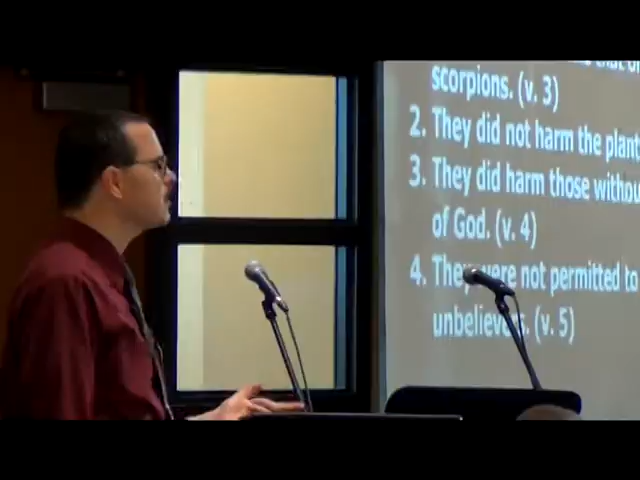 scorpions. (v. 3)
2. They did not harm the plant
3. They did harm those withou
of God. (v. 4)
4. They were not permitted to
unbelievers. (v. 5)